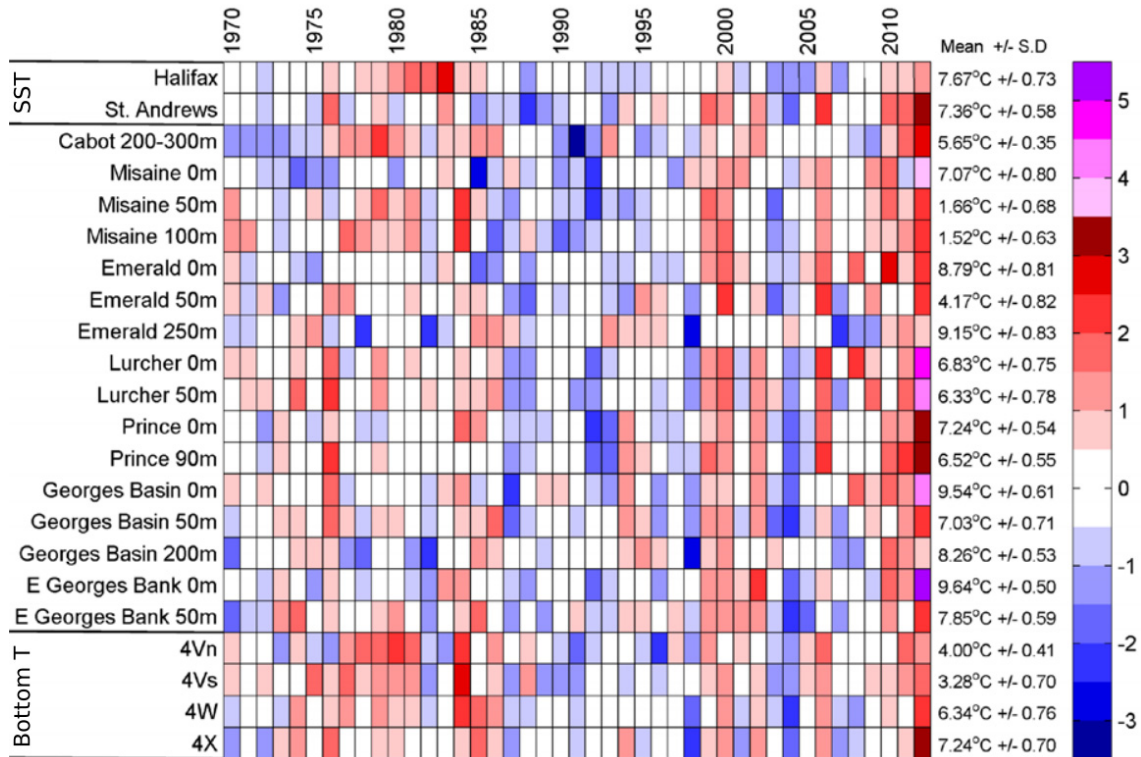 1970 1975 1980 1985 1990 1995 2000 2005 2010 Mean +/- S.D
SST
Halifax 7.67°C +/- 0.73
St. Andrews 7.36°C +/- 0.58
Cabot 200-300m 5.65°C +/- 0.35
Misaine 0m 7.07°C +/- 0.80
Misaine 50m 1.66°C +/- 0.68
Misaine 100m 1.52°C +/- 0.63
Emerald 0m 8.79°C +/- 0.81
Emerald 50m 4.17°C +/- 0.82
Emerald 250m 9.15°C +/- 0.83
Lurcher 0m 6.83°C +/- 0.75
Lurcher 50m 6.33°C +/- 0.78
Prince 0m 7.24°C +/- 0.54
Prince 90m 6.52°C +/- 0.55
Georges Basin 0m 9.54°C +/- 0.61
Georges Basin 50m 7.03°C +/- 0.71
Georges Basin 200m 8.26°C +/- 0.53
E Georges Bank 0m 9.64°C +/- 0.50
E Georges Bank 50m 7.85°C +/- 0.59
Bottom T
4Vn 4.00°C +/- 0.41
4Vs 3.28°C +/- 0.70
4W 6.34°C +/- 0.76
4X 7.24°C +/- 0.70
5
4
3
2
1
0
-1
-2
-3